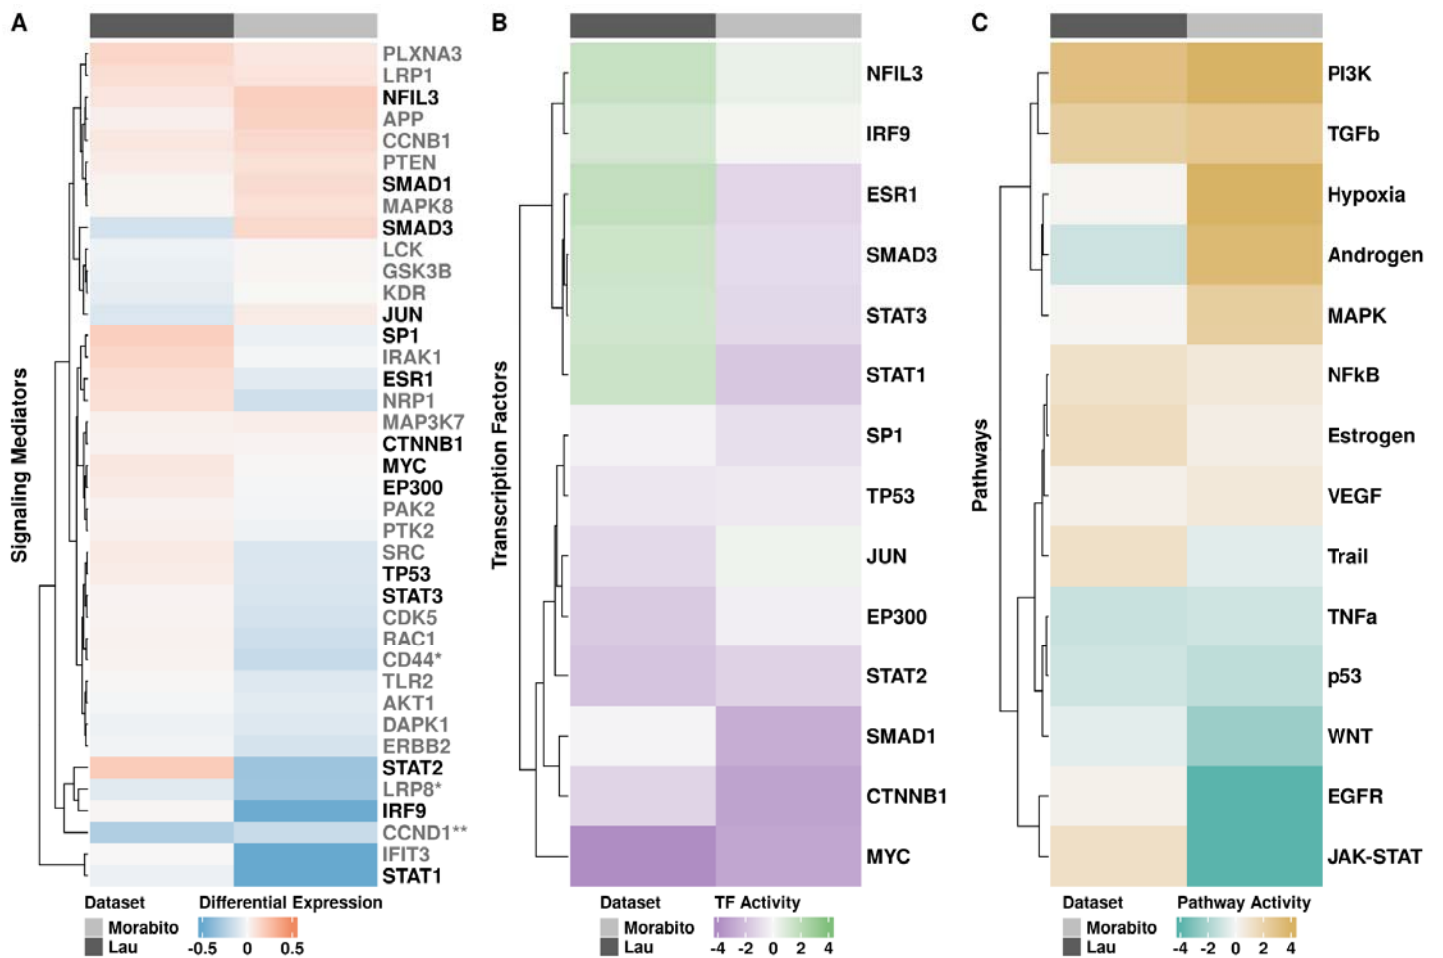 A
Signaling Mediators
PLXNA3
LRP1
NFIL3
APP
CCNB1
PTEN
SMAD1
MAPK8
SMAD3
LCK
GSK3B
KDR
JUN
SP1
IRAK1
ESR1
NRP1
MAP3K7
CTNNB1
MYC
EP300
PAK2
PTK2
SRC
TP53
STAT3
CDK5
RAC1
CD44*
TLR2
AKT1
DAPK1
ERBB2
STAT2
LRP8*
IRF9
CCND1**
IFIT3
STAT1
Dataset
Morabito
Lau
Differential Expression
-0.5 0 0.5
B
Transcription Factors
NFIL3
IRF9
ESR1
SMAD3
STAT3
STAT1
SP1
TP53
JUN
EP300
STAT2
SMAD1
CTNNB1
MYC
Dataset
Morabito
Lau
TF Activity
-4 -2 0 2 4
C
Pathways
PI3K
TGFb
Hypoxia
Androgen
MAPK
NFkB
Estrogen
VEGF
Trail
TNFa
p53
WNT
EGFR
JAK-STAT
Dataset
Morabito
Lau
Pathway Activity
-4 -2 0 2 4